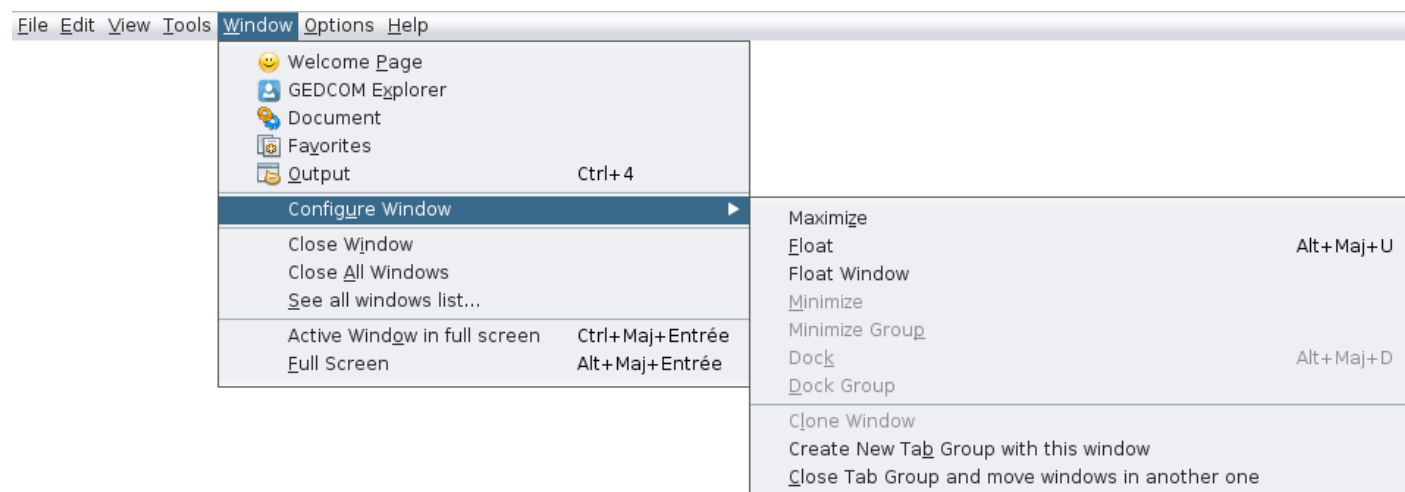 File Edit View Tools Window Options Help
Welcome Page
GEDCOM Explorer
Document
Favorites
Output Ctrl+4
Configure Window
Close Window
Close All Windows
See all windows list...
Active Window in full screen Ctrl+Maj+Entrée
Full Screen Alt+Maj+Entrée
Maximize
Float Alt+Maj+U
Float Window
Minimize
Minimize Group
Dock Alt+Maj+D
Dock Group
Clone Window
Create New Tab Group with this window
Close Tab Group and move windows in another one